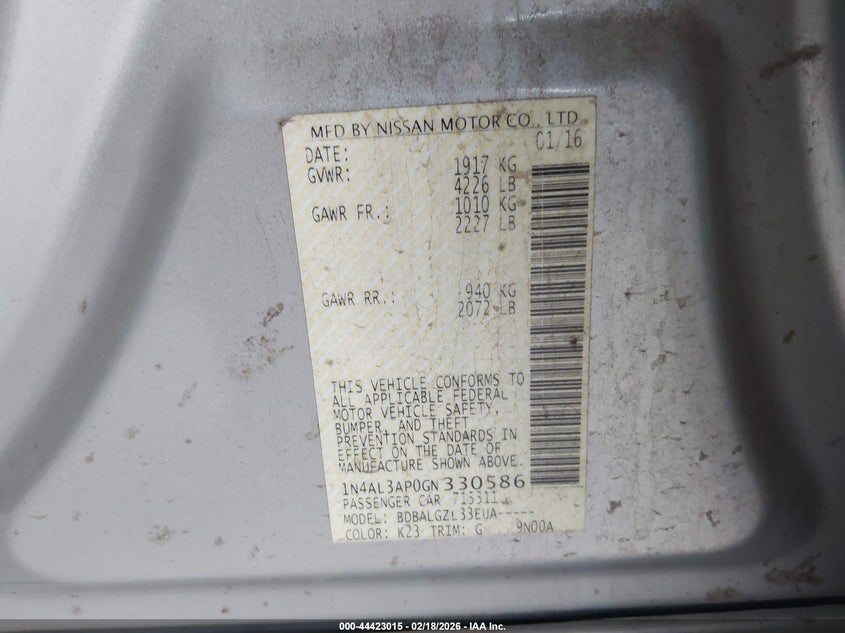 MFD BY NISSAN MOTOR CO., LTD
DATE: 01/16
GVWR: 1917 KG
4226 LB
GAWR FR.: 1010 KG
2227 LB
GAWR RR.: 940 KG
2072 LB
THIS VEHICLE CONFORMS TO
ALL APPLICABLE FEDERAL
MOTOR VEHICLE SAFETY,
BUMPER, AND THEFT
PREVENTION STANDARDS IN
EFFECT ON THE DATE OF
MANUFACTURE SHOWN ABOVE.
1N4AL3AP0GN330586
PASSENGER CAR
MODEL: BDBALGZL33EUA-----
COLOR: K23 TRIM: G 9N00A
000-44423015 - 02/18/2026 - IAA Inc.